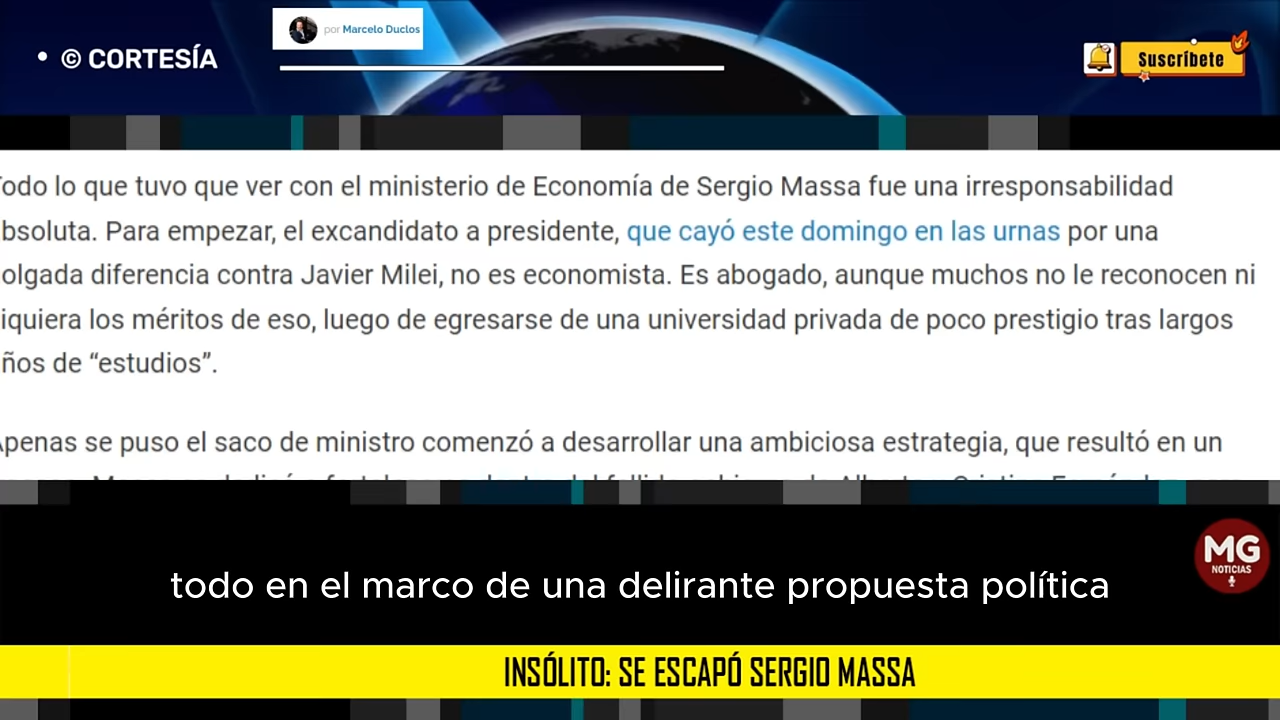 por Marcelo Duclos
• © CORTESÍA
Suscríbete
odo lo que tuvo que ver con el ministerio de Economía de Sergio Massa fue una irresponsabilidad
bsoluta. Para empezar, el excandidato a presidente, que cayó este domingo en las urnas por una
olgada diferencia contra Javier Milei, no es economista. Es abogado, aunque muchos no le reconocen ni
iquiera los méritos de eso, luego de egresarse de una universidad privada de poco prestigio tras largos
ños de “estudios”.
penas se puso el saco de ministro comenzó a desarrollar una ambiciosa estrategia, que resultó en un
MG
NOTICIAS
todo en el marco de una delirante propuesta política
INSÓLITO: SE ESCAPÓ SERGIO MASSA